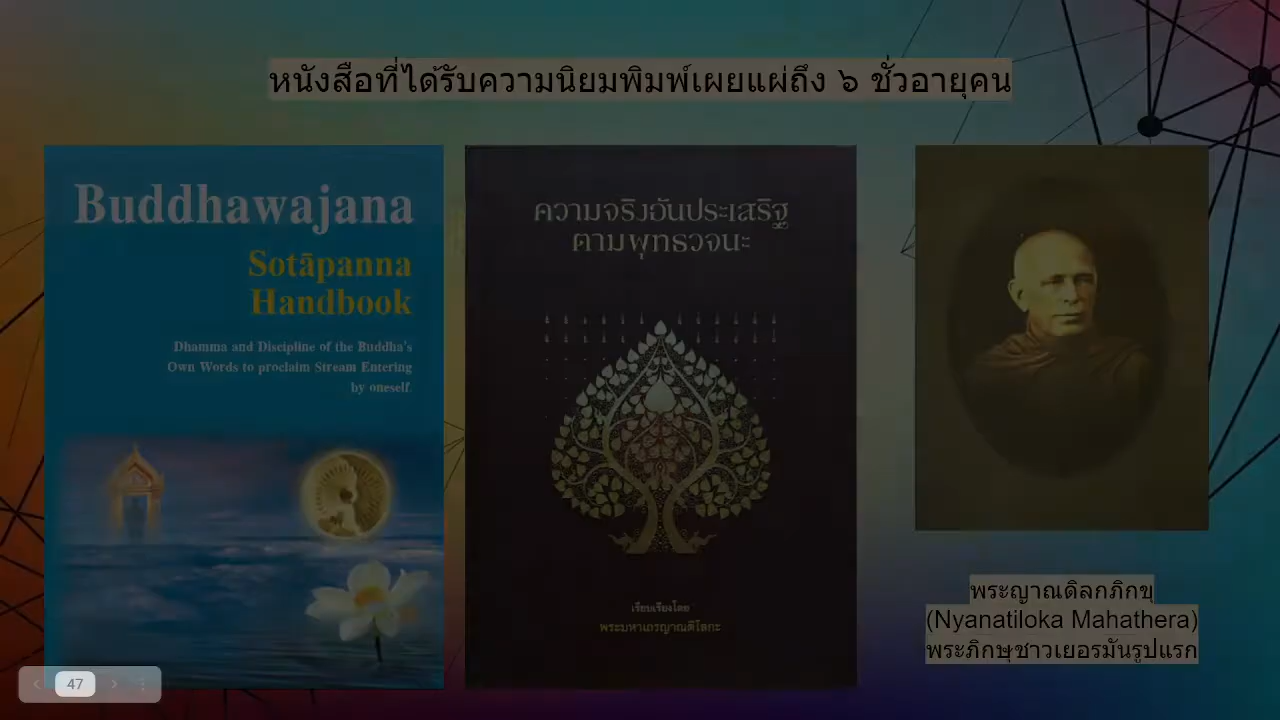 หนังสือที่ได้รับความนิยมพิมพ์เผยแผ่ถึง ๖ ชั่วอายุคน
Buddhawajana
Sotāpanna
Handbook
Dhamma and Discipline of the Buddha's
Own Words to proclaim Stream Entering
by oneself.
ความจริงอันประเสริฐ
ตามพุทธวจนะ
เรียบเรียงโดย
พระมหาเถรญาณติโลกะ
พระญาณดิลกภิกขุ
(Nyanatiloka Mahathera)
พระภิกษุชาวเยอรมันรูปแรก
47